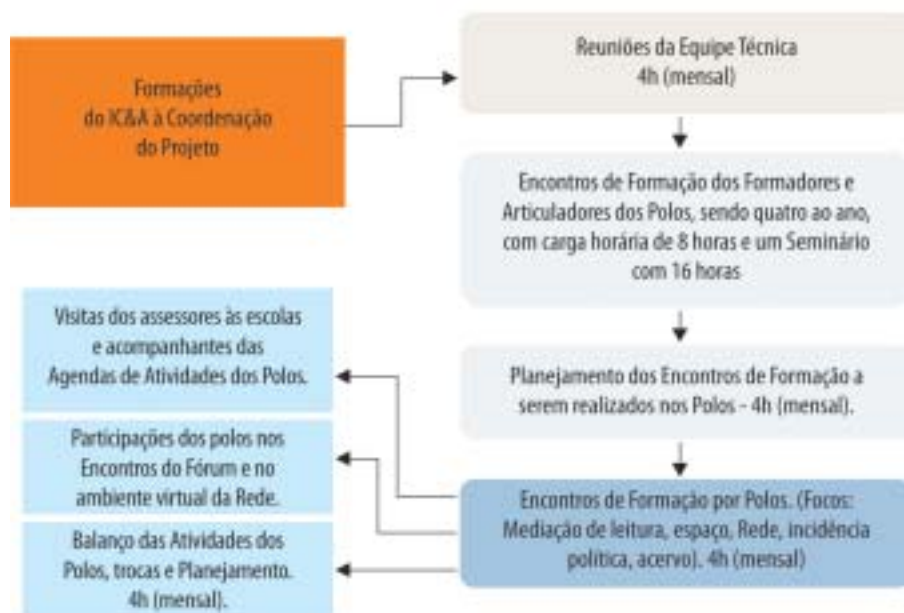 Formações
do IC&A à Coordenação
do Projeto
Reuniões da Equipe Técnica
4h (mensal)
Encontros de Formação dos Formadores e
Articuladores dos Polos, sendo quatro ao ano,
com carga horária de 8 horas e um Seminário
com 16 horas
Planejamento dos Encontros de Formação a
serem realizados nos Polos - 4h (mensal).
Encontros de Formação por Polos. (Focos:
Mediação de leitura, espaço, Rede, incidência
política, acervo). 4h (mensal)
Visitas dos assessores às escolas
e acompanhantes das
Agendas de Atividades dos Polos.
Participações dos polos nos
Encontros do Fórum e no
ambiente virtual da Rede.
Balanço das Atividades dos
Polos, trocas e Planejamento.
4h (mensal).